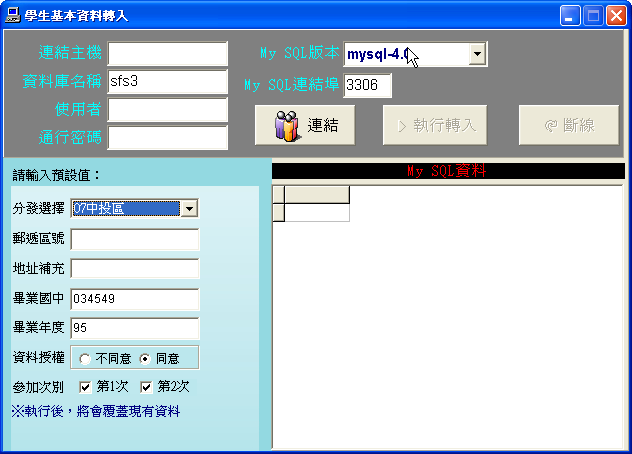 學生基本資料轉入
連結主機
My SQL版本 mysql-4.0
資料庫名稱 sfs3
My SQL連結埠 3306
使用者
通行密碼
連結
執行轉入
斷線
請輸入預設值：
My SQL資料
分發選擇 07中投區
郵遞區號
地址補充
畢業國中 034549
畢業年度 95
資料授權 不同意 同意
參加次別 第1次 第2次
※執行後，將會覆蓋現有資料